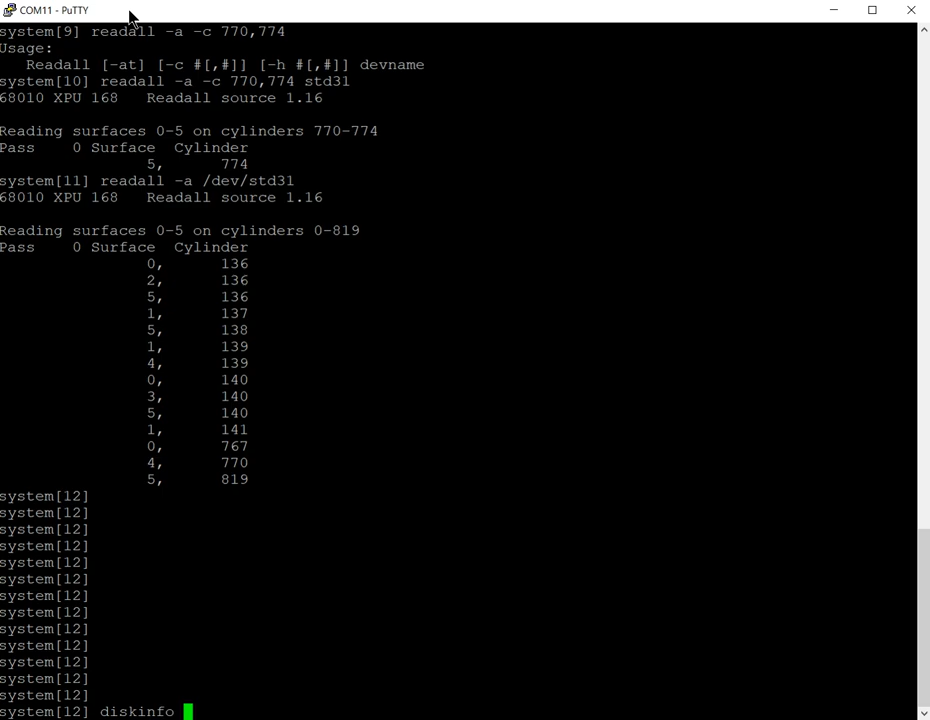 COM11 - PuTTY
system[9] readall -a -c 770,774
Usage:
   Readall [-at] [-c #[,#]] [-h #[,#]] devname
system[10] readall -a -c 770,774 std31
68010 XPU 168   Readall source 1.16
Reading surfaces 0-5 on cylinders 770-774
Pass    0 Surface  Cylinder
5,      774
system[11] readall -a /dev/std31
68010 XPU 168   Readall source 1.16
Reading surfaces 0-5 on cylinders 0-819
Pass    0 Surface  Cylinder
0,      136
2,      136
5,      136
1,      137
5,      138
1,      139
4,      139
0,      140
3,      140
5,      140
1,      141
0,      767
4,      770
5,      819
system[12]
system[12]
system[12]
system[12]
system[12]
system[12]
system[12]
system[12]
system[12]
system[12]
system[12]
system[12]
system[12]
system[12] diskinfo